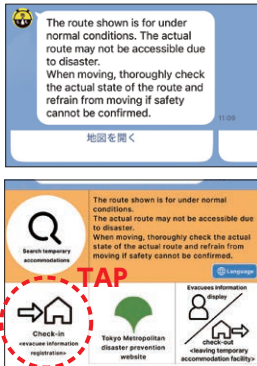 The route shown is for under
normal conditions. The actual
route may not be accessible due
to disaster.
When moving, thoroughly check
the actual state of the route and
refrain from moving if safety
cannot be confirmed.
11:09
地図を開く
The route shown is for under normal
conditions.
The actual route may not be accessible due
to disaster.
When moving, thoroughly check the actual
state of the route and refrain from
moving if safety cannot be confirmed.
Search temporary
accommodations
Language
TAP
Check-in
<evacuee information
registration>
Tokyo Metropolitan
disaster prevention
website
Evacuees information
display
Check-out
<leaving temporary
accommodation facility>